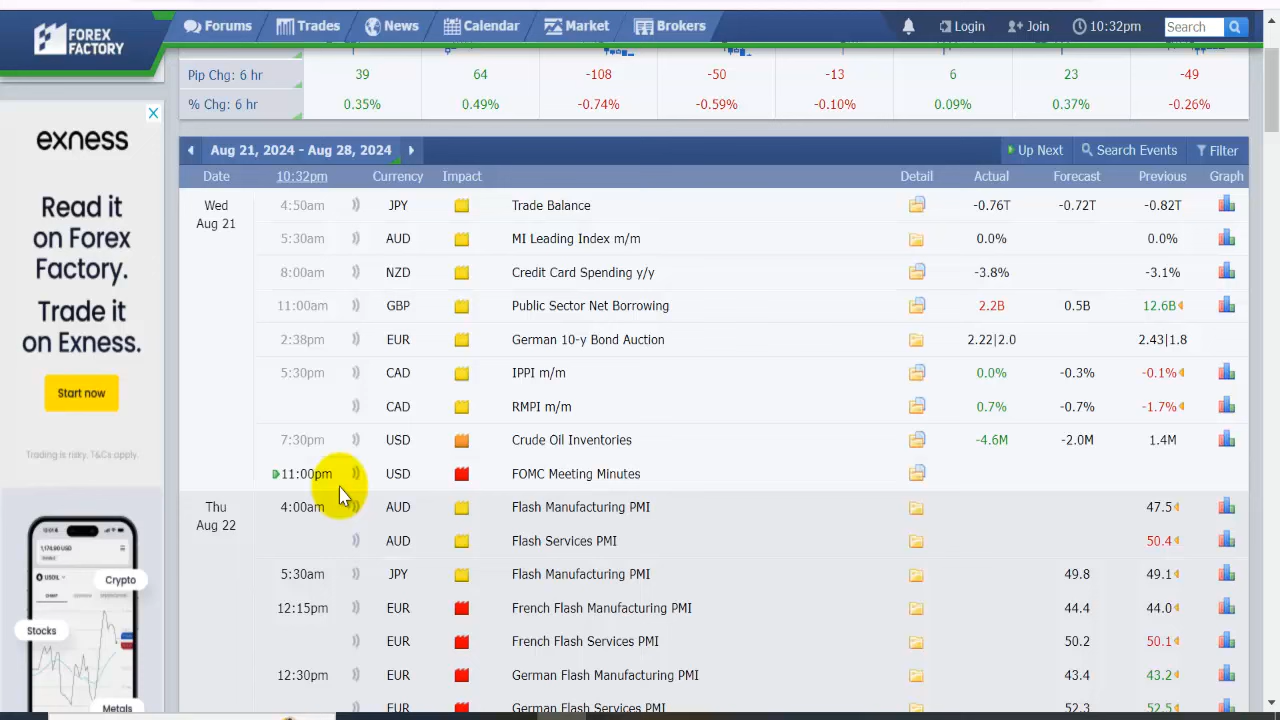 FOREX
FACTORY
Forums
Trades
News
Calendar
Market
Brokers
Login
Join
10:32pm
Search
Pip Chg: 6 hr 39 64 -108 -50 -13 6 23 -49
% Chg: 6 hr 0.35% 0.49% -0.74% -0.59% -0.10% 0.09% 0.37% -0.26%
exness
Read it
on Forex
Factory.
Trade it
on Exness.
Start now
Trading is risky. T&Cs apply.
Crypto
Stocks
Metals
Aug 21, 2024 - Aug 28, 2024 Up Next Search Events Filter
Date 10:32pm Currency Impact Detail Actual Forecast Previous Graph
Wed
Aug 21
4:50am JPY Trade Balance -0.76T -0.72T -0.82T
5:30am AUD MI Leading Index m/m 0.0% 0.0%
8:00am NZD Credit Card Spending y/y -3.8% -3.1%
11:00am GBP Public Sector Net Borrowing 2.2B 0.5B 12.6B
2:38pm EUR German 10-y Bond Auction 2.22|2.0 2.43|1.8
5:30pm CAD IPPI m/m 0.0% -0.3% -0.1%
CAD RMPI m/m 0.7% -0.7% -1.7%
7:30pm USD Crude Oil Inventories -4.6M -2.0M 1.4M
11:00pm USD FOMC Meeting Minutes
Thu
Aug 22
4:00am AUD Flash Manufacturing PMI 47.5
AUD Flash Services PMI 50.4
5:30am JPY Flash Manufacturing PMI 49.8 49.1
12:15pm EUR French Flash Manufacturing PMI 44.4 44.0
EUR French Flash Services PMI 50.2 50.1
12:30pm EUR German Flash Manufacturing PMI 43.4 43.2
EUR German Flash Services PMI 52.3 52.5